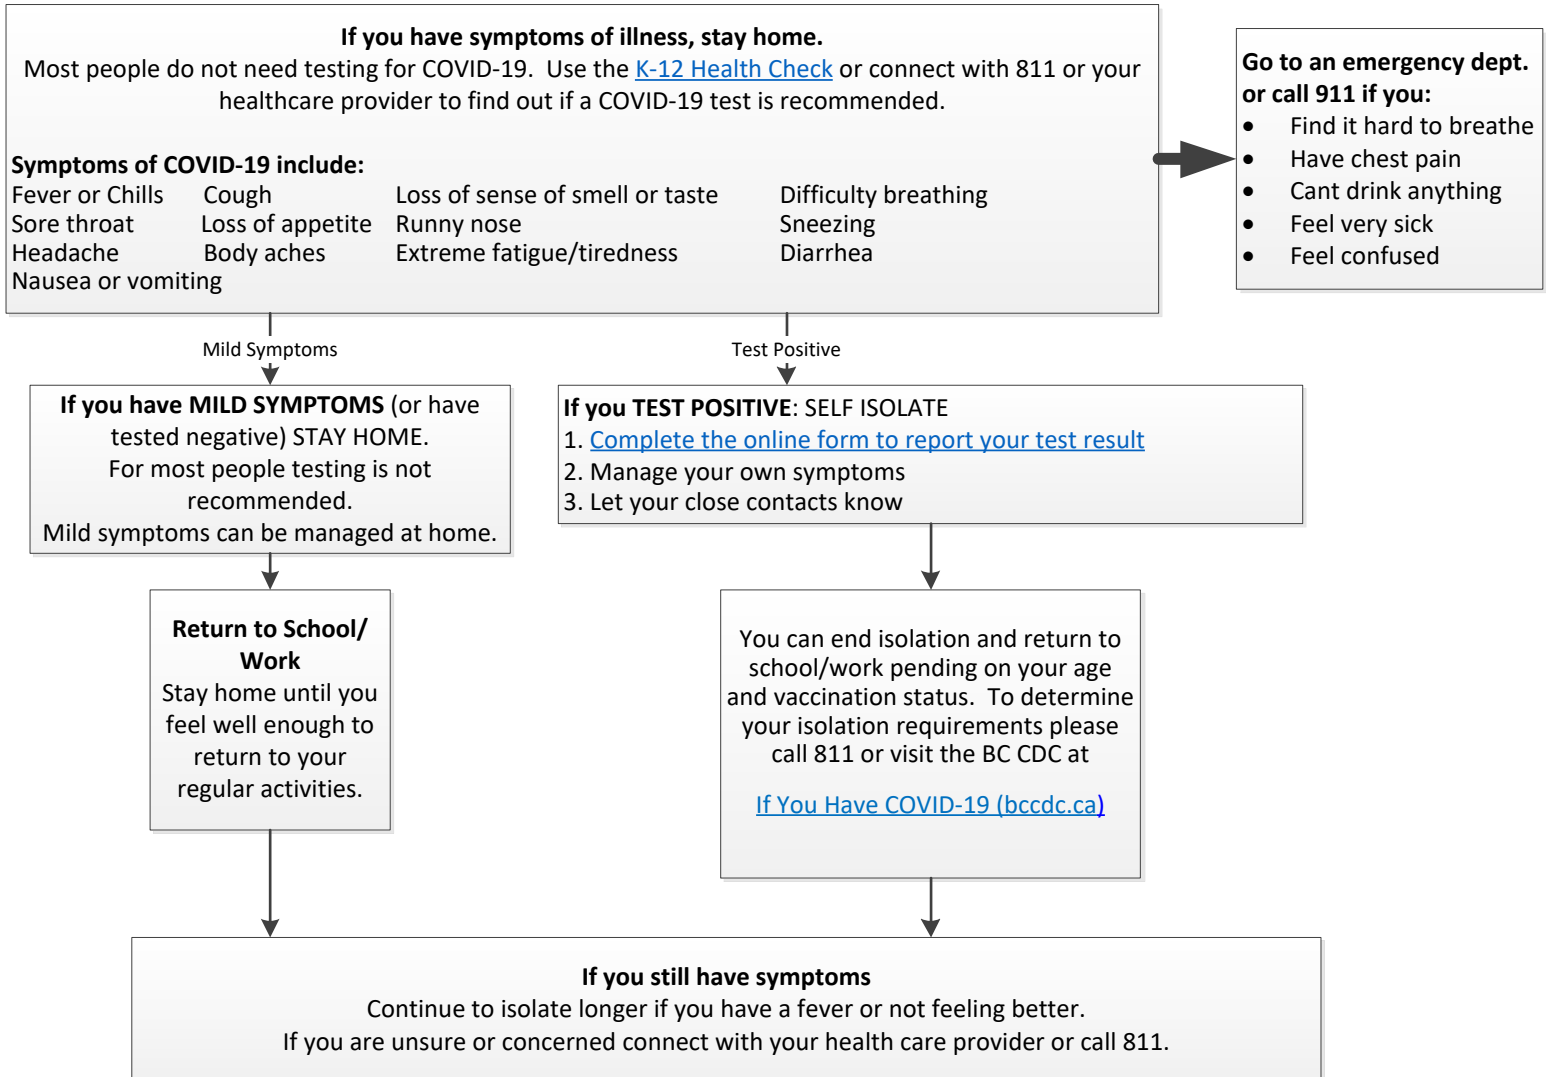 If you have symptoms of illness, stay home.
Most people do not need testing for COVID-19.  Use the K-12 Health Check or connect with 811 or your
healthcare provider to find out if a COVID-19 test is recommended.
Symptoms of COVID-19 include:
Fever or Chills Cough Loss of sense of smell or taste Difficulty breathing
Sore throat Loss of appetite Runny nose Sneezing
Headache Body aches Extreme fatigue/tiredness Diarrhea
Nausea or vomiting
Go to an emergency dept.
or call 911 if you:
• Find it hard to breathe
• Have chest pain
• Cant drink anything
• Feel very sick
• Feel confused
Mild Symptoms
If you have MILD SYMPTOMS (or have
tested negative) STAY HOME.
For most people testing is not
recommended.
Mild symptoms can be managed at home.
Return to School/
Work
Stay home until you
feel well enough to
return to your
regular activities.
Test Positive
If you TEST POSITIVE: SELF ISOLATE
1. Complete the online form to report your test result
2. Manage your own symptoms
3. Let your close contacts know
You can end isolation and return to
school/work pending on your age
and vaccination status.  To determine
your isolation requirements please
call 811 or visit the BC CDC at
If You Have COVID-19 (bccdc.ca)
If you still have symptoms
Continue to isolate longer if you have a fever or not feeling better.
If you are unsure or concerned connect with your health care provider or call 811.